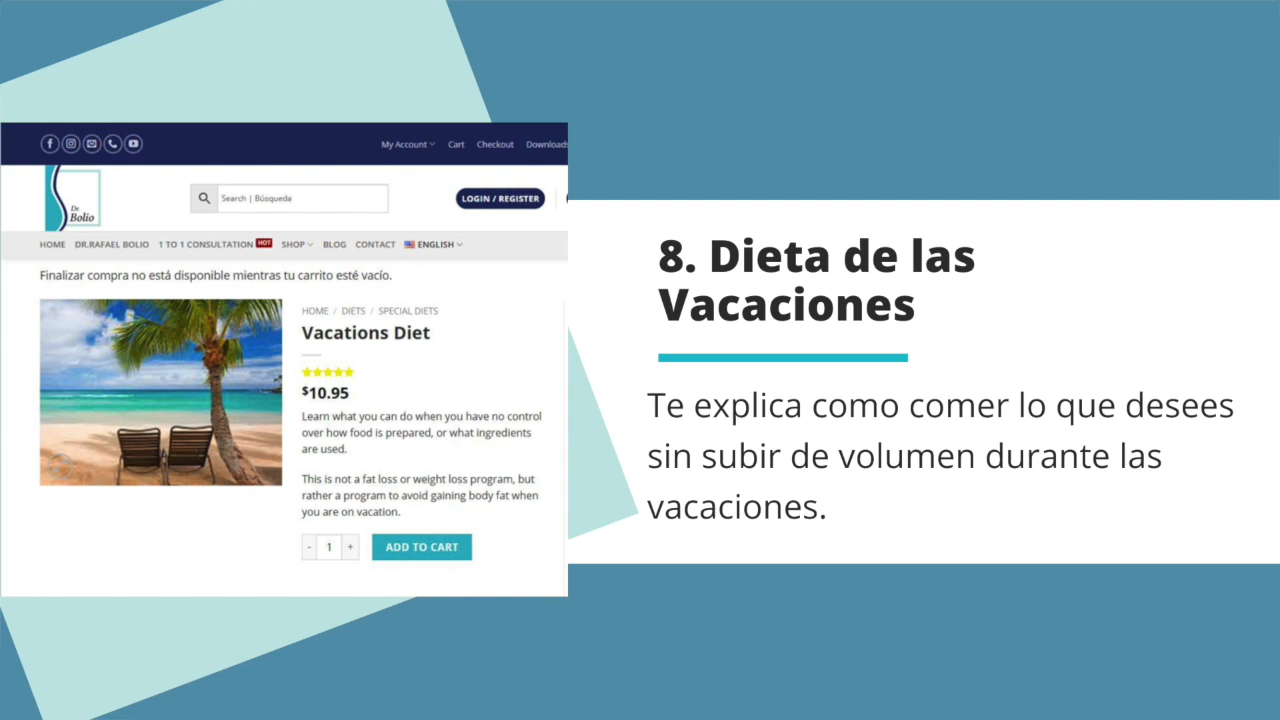 My Account
Cart
Checkout
Downloads
De
Bolio
Search | Búsqueda
LOGIN / REGISTER
HOME
DR.RAFAEL BOLIO
1 TO 1 CONSULTATION
HOT
SHOP
BLOG
CONTACT
ENGLISH
Finalizar compra no está disponible mientras tu carrito esté vacío.
HOME / DIETS / SPECIAL DIETS
Vacations Diet
$10.95
Learn what you can do when you have no control
over how food is prepared, or what ingredients
are used.
This is not a fat loss or weight loss program, but
rather a program to avoid gaining body fat when
you are on vacation.
- 1 +
ADD TO CART
8. Dieta de las
Vacaciones
Te explica como comer lo que desees
sin subir de volumen durante las
vacaciones.